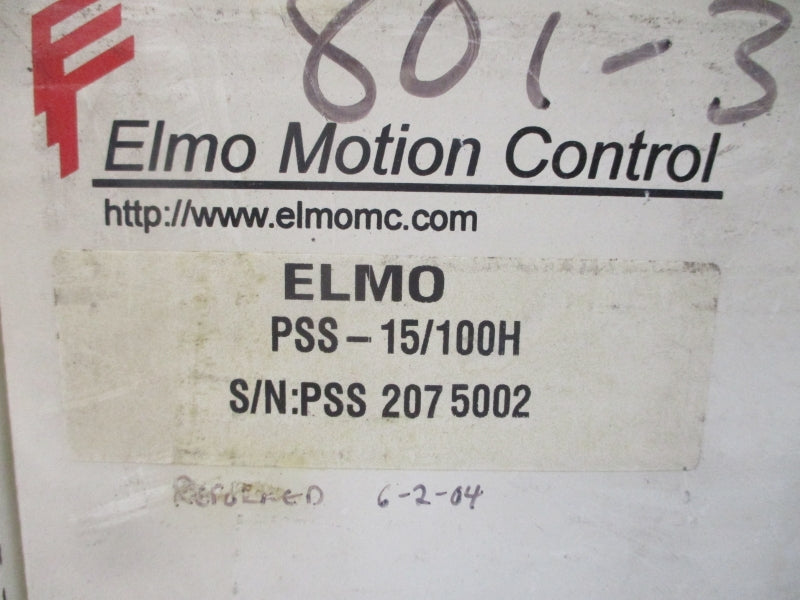 801-3
Elmo Motion Control
http://www.elmomc.com
ELMO
PSS-15/100H
S/N:PSS 207 5002
6-2-04